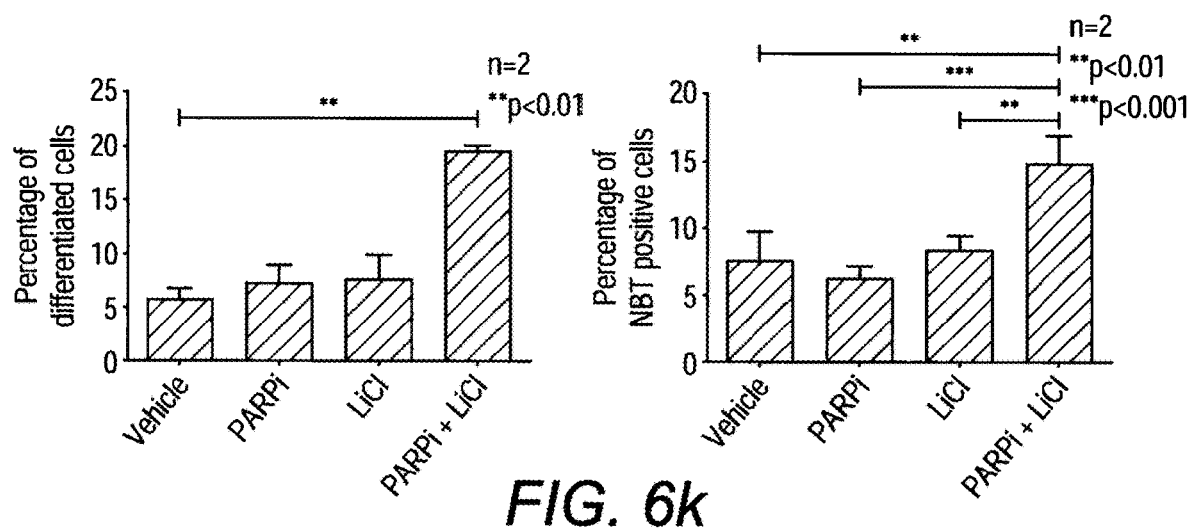 n=2
**p<0.01
**
25
20
15
10
5
0
Percentage of
differentiated cells
Vehicle
PARPi
LiCl
PARPi + LiCl
n=2
**p<0.01
***p<0.001
**
***
**
20
15
10
5
0
Percentage of
NBT positive cells
Vehicle
PARPi
LiCl
PARPi + LiCl
FIG. 6k